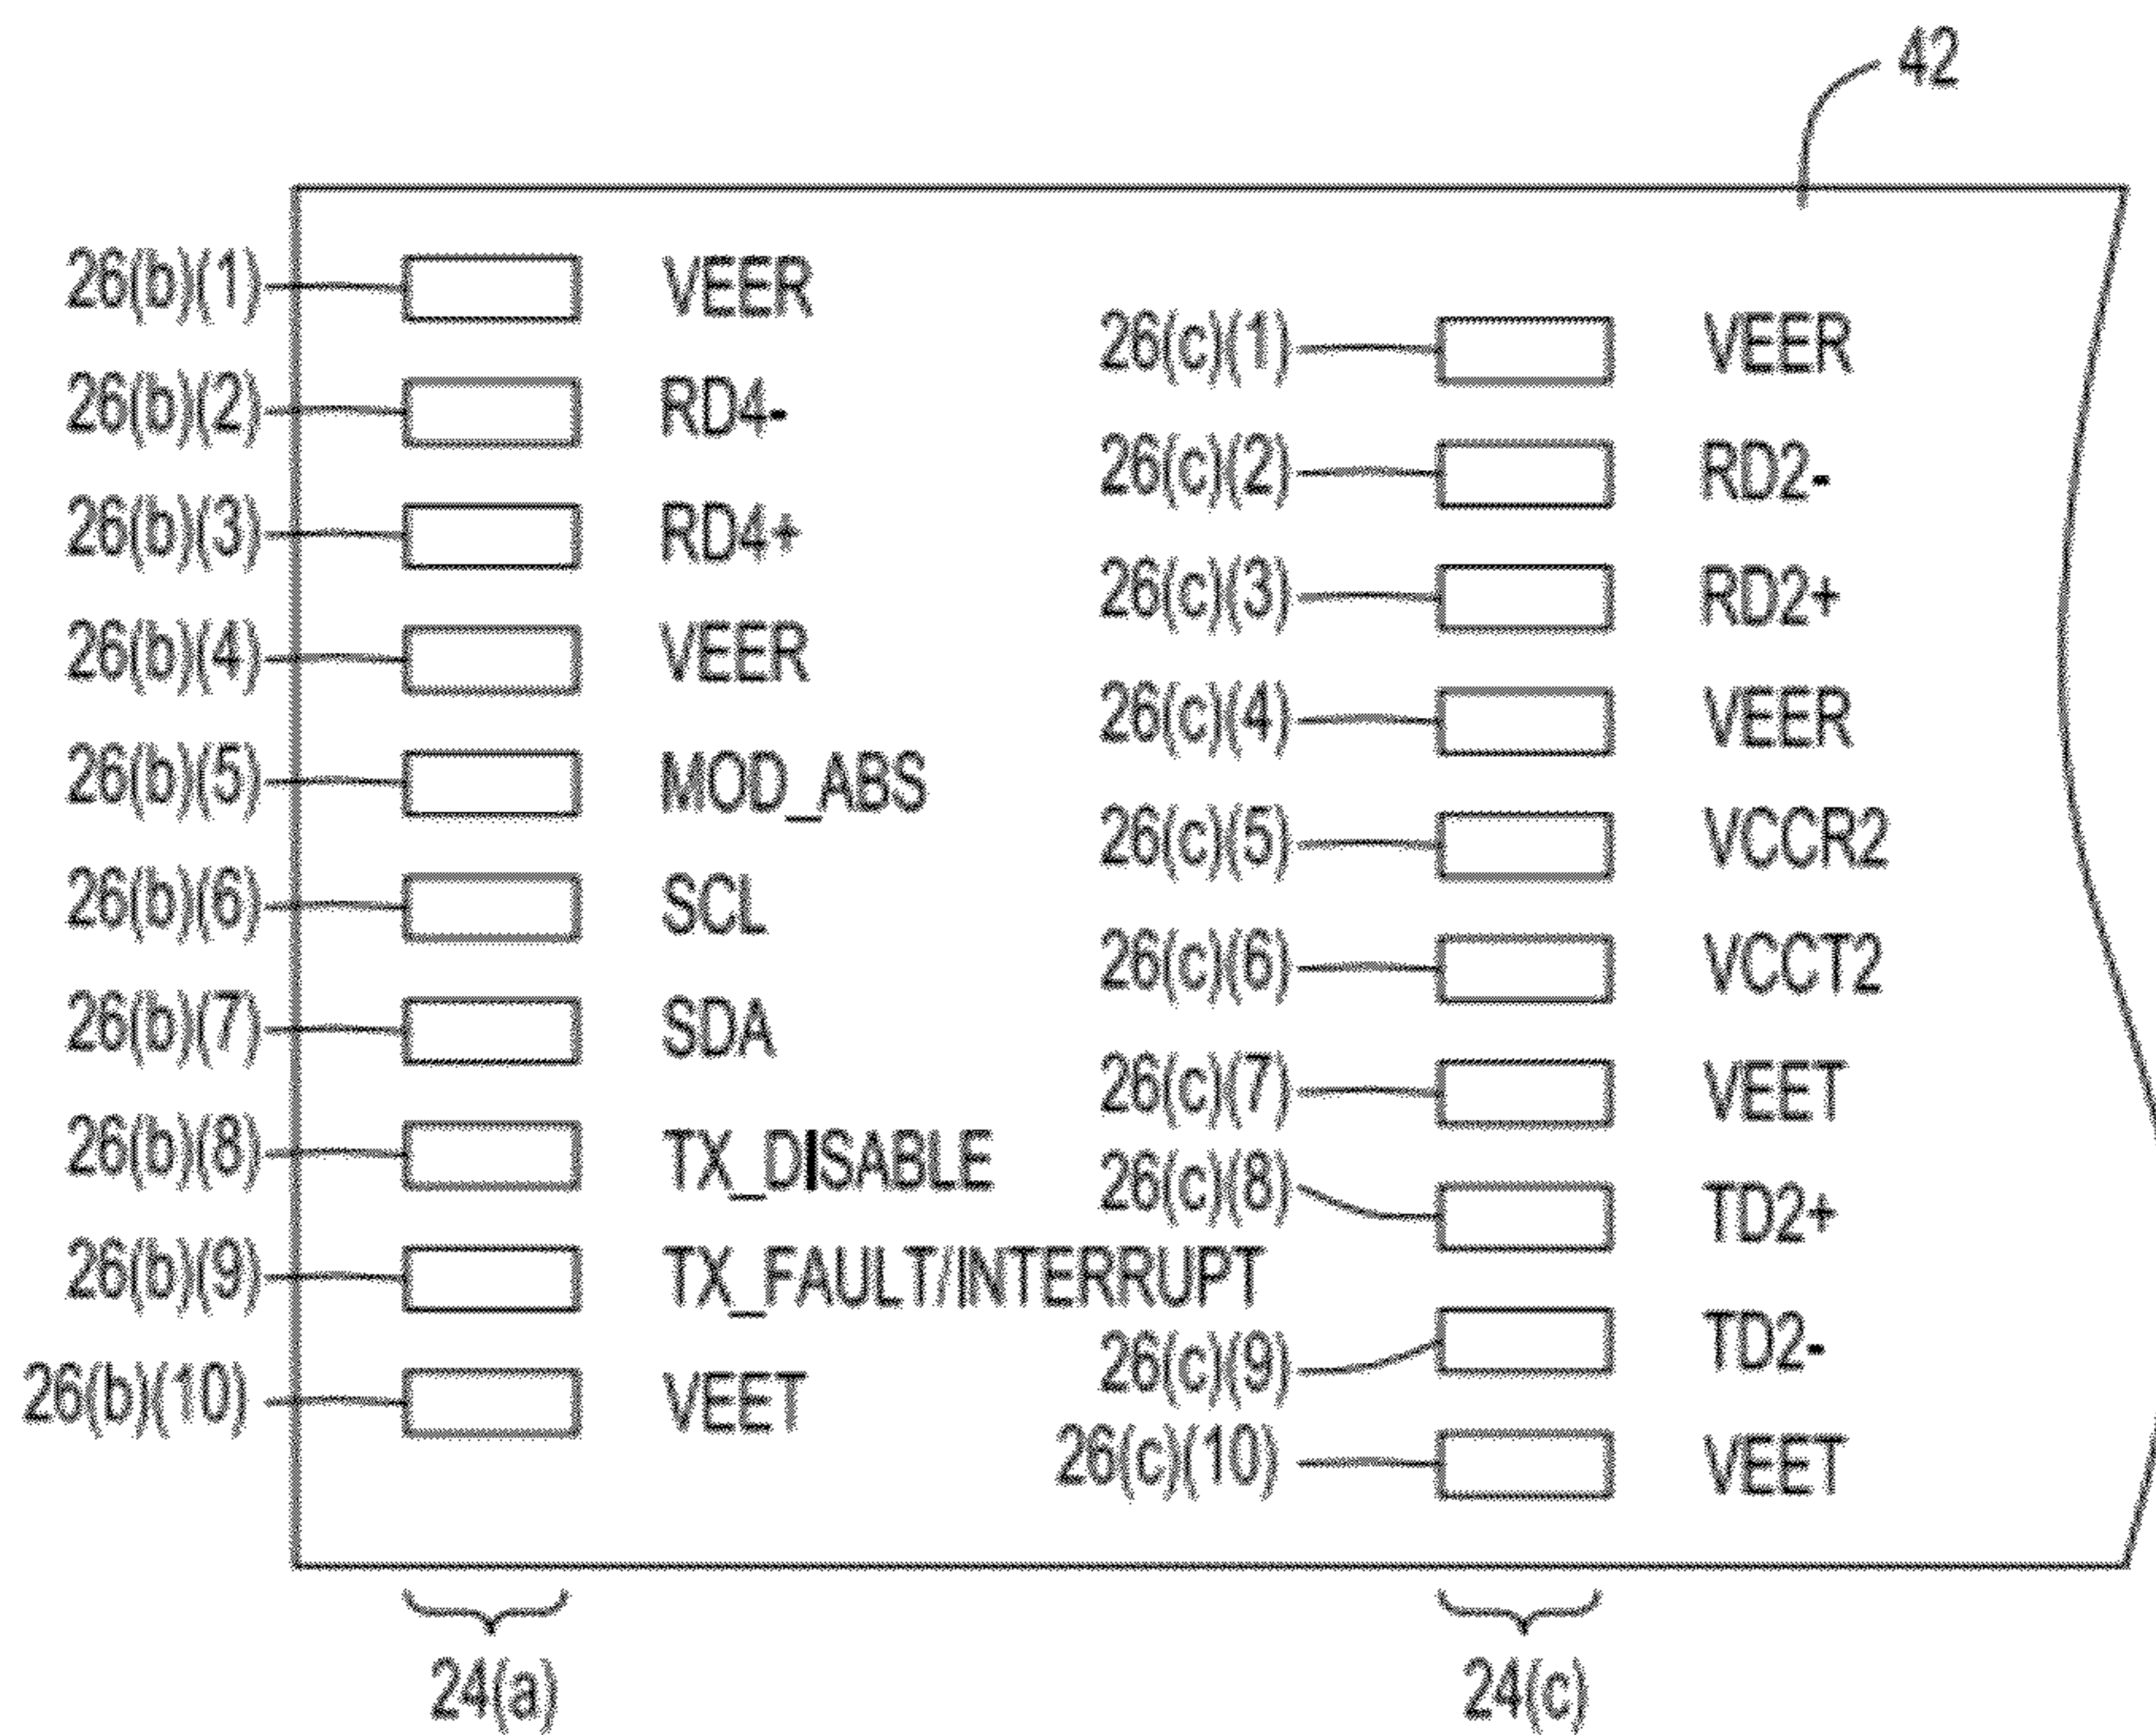 42
26(b)(1) VEER
26(b)(2) RD4-
26(b)(3) RD4+
26(b)(4) VEER
26(b)(5) MOD_ABS
26(b)(6) SCL
26(b)(7) SDA
26(b)(8) TX_DISABLE
26(b)(9) TX_FAULT/INTERRUPT
26(b)(10) VEET
24(a)
26(c)(1) VEER
26(c)(2) RD2-
26(c)(3) RD2+
26(c)(4) VEER
26(c)(5) VCCR2
26(c)(6) VCCT2
26(c)(7) VEET
26(c)(8) TD2+
26(c)(9) TD2-
26(c)(10) VEET
24(c)